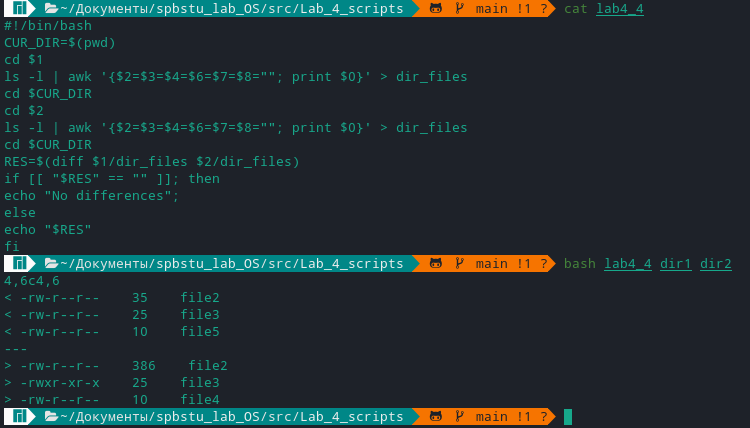 ~/Документы/spbstu_lab_OS/src/Lab_4_scripts main !1 ? cat lab4_4
#!/bin/bash
CUR_DIR=$(pwd)
cd $1
ls -l | awk '{$2=$3=$4=$6=$7=$8=""; print $0}' > dir_files
cd $CUR_DIR
cd $2
ls -l | awk '{$2=$3=$4=$6=$7=$8=""; print $0}' > dir_files
cd $CUR_DIR
RES=$(diff $1/dir_files $2/dir_files)
if [[ "$RES" == "" ]]; then
echo "No differences";
else
echo "$RES"
fi
~/Документы/spbstu_lab_OS/src/Lab_4_scripts main !1 ? bash lab4_4 dir1 dir2
4,6c4,6
< -rw-r--r--    35    file2
< -rw-r--r--    25    file3
< -rw-r--r--    10    file5
---
> -rw-r--r--    386    file2
> -rwxr-xr-x    25    file3
> -rw-r--r--    10    file4
~/Документы/spbstu_lab_OS/src/Lab_4_scripts main !1 ?